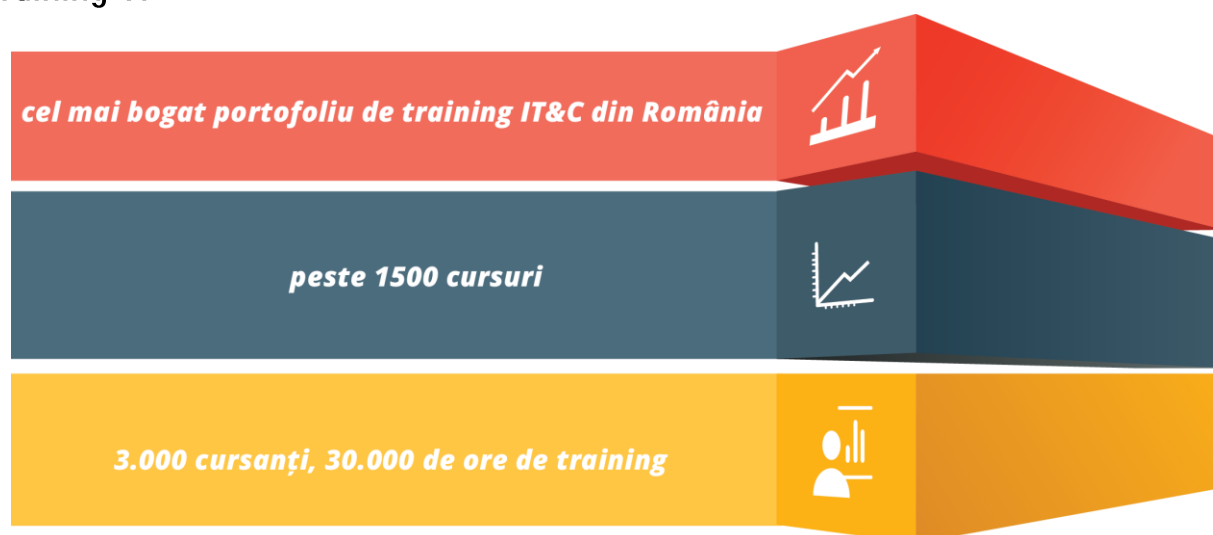 cel mai bogat portofoliu de training IT&C din România
peste 1500 cursuri
3.000 cursanți, 30.000 de ore de training